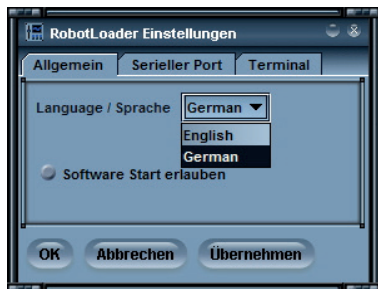 RobotLoader Einstellungen
Allgemein Serieller Port Terminal
Language / Sprache German
English
German
Software Start erlauben
OK Abbrechen Übernehmen